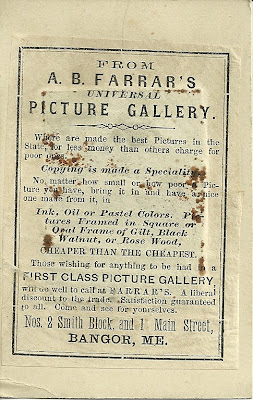 FROM
A. B. FARRAR'S
UNIVERSAL
PICTURE GALLERY.
Where are made the best Pictures in the
State, for less money than others charge for
poor ones.
Copying is made a Speciality
No matter how small or how poor a Pic-
ture you have, bring it in and have a nice
one made from it, in
Ink, Oil or Pastel Colors. Pic-
tures Framed in Square or
Oval Frame of Gilt, Black
Walnut, or Rose Wood,
CHEAPER THAN THE CHEAPEST.
Those wishing for anything to be had in a
FIRST CLASS PICTURE GALLERY,
will do well to call at FARRAR'S. A liberal
discount to the trade. Satisfaction guaranteed
to all. Come and see for yourselves.
Nos. 2 Smith Block, and 1 Main Street,
BANGOR, ME.